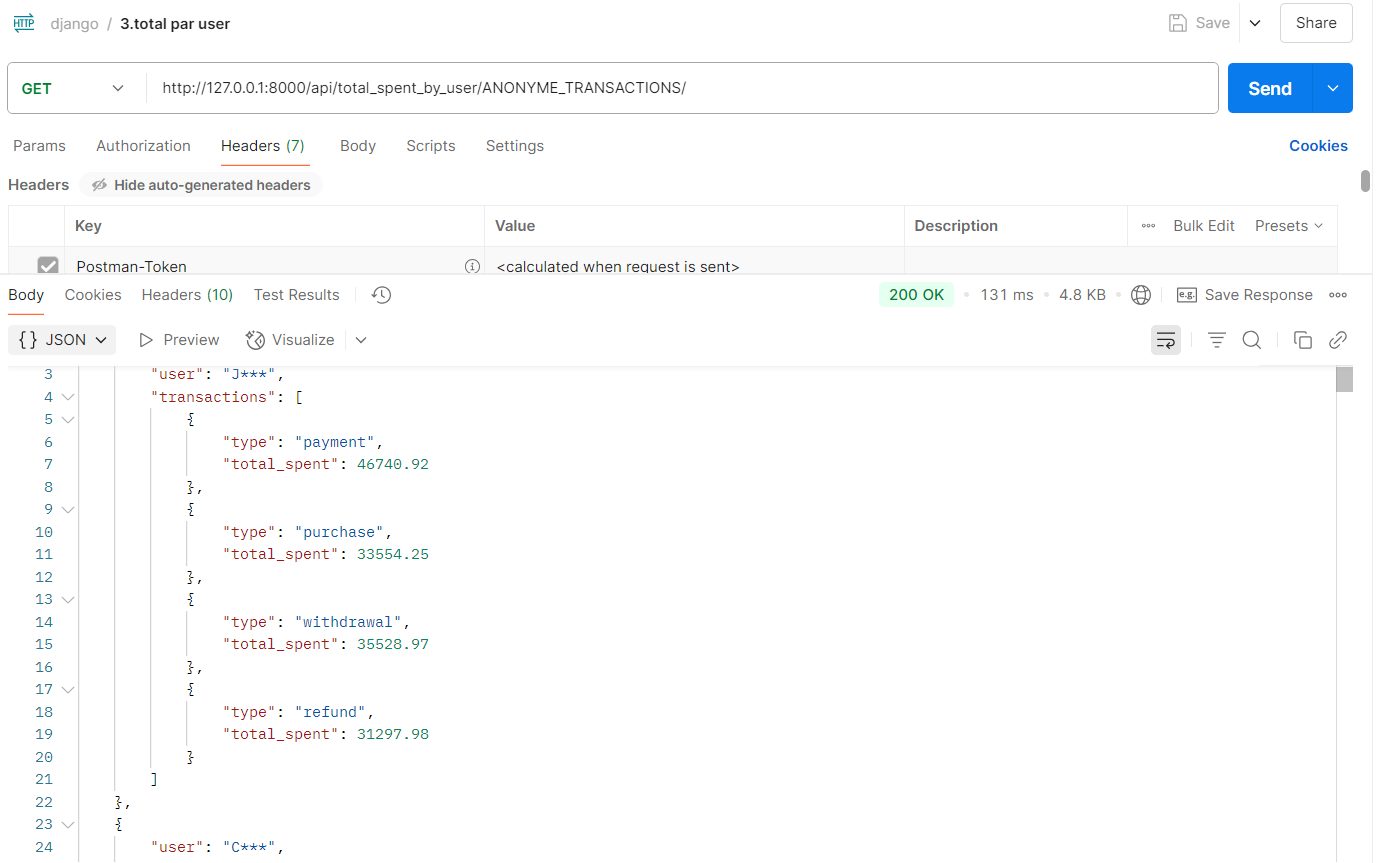 HTTP django / 3.total par user Save Share
GET http://127.0.0.1:8000/api/total_spent_by_user/ANONYME_TRANSACTIONS/ Send
Params Authorization Headers (7) Body Scripts Settings Cookies
Headers Hide auto-generated headers
Key Value Description Bulk Edit Presets
Postman-Token <calculated when request is sent>
Body Cookies Headers (10) Test Results 200 OK 131 ms 4.8 KB e.g. Save Response
{} JSON Preview Visualize
3 "user": "J***",
4 "transactions": [
5 {
6 "type": "payment",
7 "total_spent": 46740.92
8 },
9 {
10 "type": "purchase",
11 "total_spent": 33554.25
12 },
13 {
14 "type": "withdrawal",
15 "total_spent": 35528.97
16 },
17 {
18 "type": "refund",
19 "total_spent": 31297.98
20 }
21 ]
22 },
23 {
24 "user": "C***",